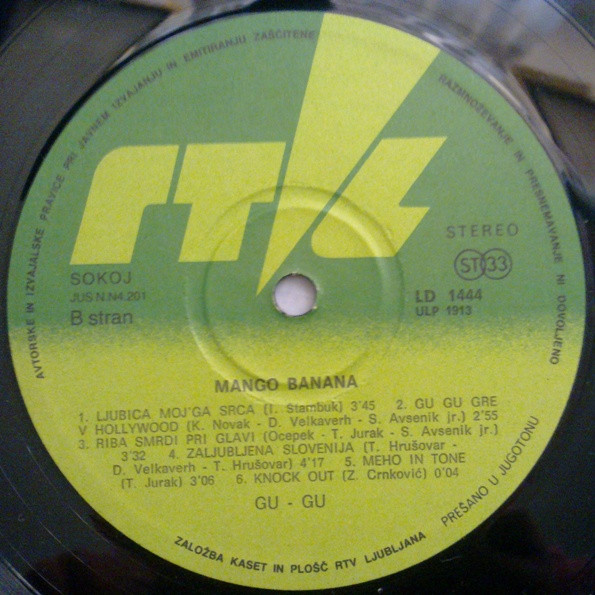 AVTORSKE IN IZVAJALSKE PRAVICE PRI JAVNEM IZVAJANJU IN EMITIRANJU ZAŠČITENE
RAZMNOŽEVANJE IN PRESNEMAVANJE NI DOVOLJENO
rtl
STEREO
ST 33
SOKOJ
JUS N.N4.201
B stran
LD 1444
ULP 1913
MANGO BANANA
1. LJUBICA MOJ'GA SRCA (I. Štambuk) 3'45 2. GU GU GRE
V HOLLYWOOD (K. Novak - D. Velkaverh - S. Avsenik jr.) 2'55
3. RIBA SMRDI PRI GLAVI (Ocepek - T. Jurak - S. Avsenik jr.)
3'32 4. ZALJUBLJENA SLOVENIJA (T. Hrušovar -
D. Velkaverh - T. Hrušovar) 4'17 5. MEHO IN TONE
(T. Jurak) 3'06 6. KNOCK OUT (Z. Crnković) 0'04
GU - GU
ZALOŽBA KASET IN PLOŠČ RTV LJUBLJANA
PREŠANO U JUGOTONU